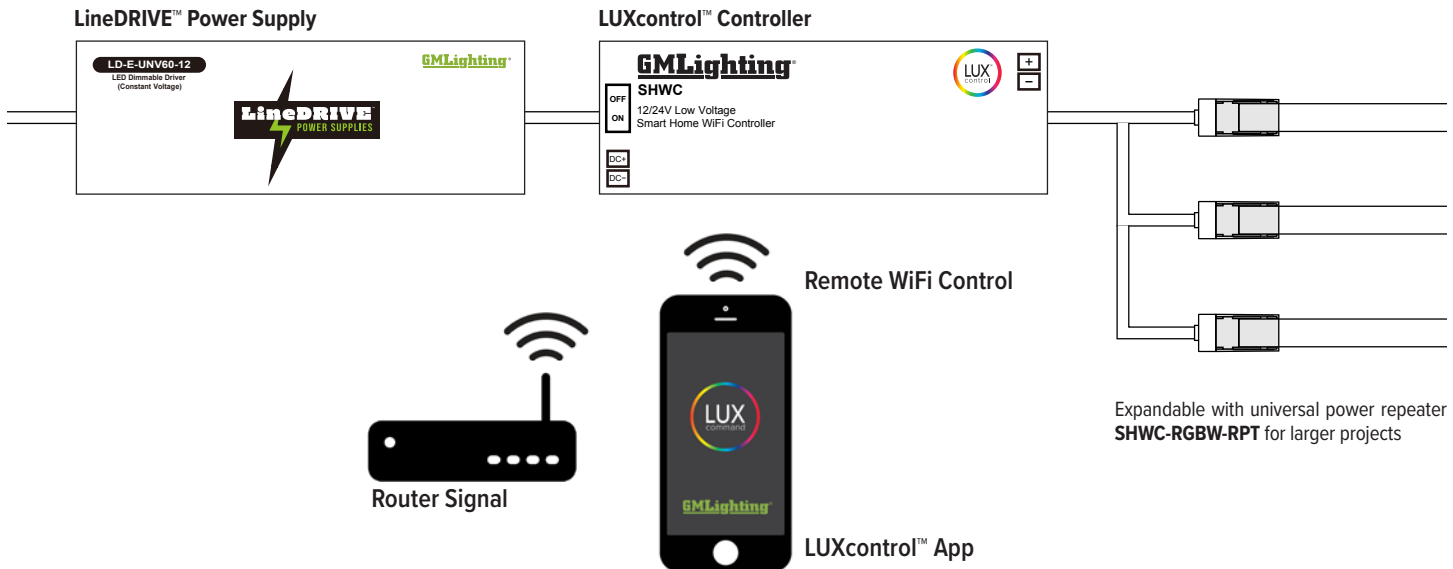 LineDRIVE™ Power Supply
LUXcontrol™ Controller
LD-E-UNV60-12
LED Dimmable Driver
(Constant Voltage)
GMLighting®
LineDRIVE™
POWER SUPPLIES
GMLighting®
SHWC
12/24V Low Voltage
Smart Home WiFi Controller
OFF
ON
DC+
DC−
LUX
control
+
−
Remote WiFi Control
Router Signal
LUX
command
GMLighting®
LUXcontrol™ App
Expandable with universal power repeater
SHWC-RGBW-RPT for larger projects